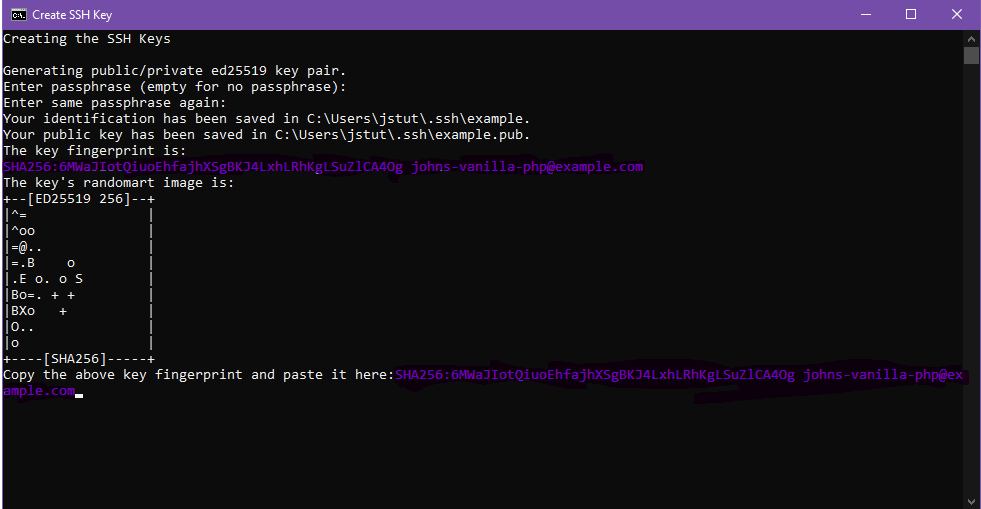 Create SSH Key
Creating the SSH Keys
Generating public/private ed25519 key pair.
Enter passphrase (empty for no passphrase):
Enter same passphrase again:
Your identification has been saved in C:\Users\jstut\.ssh\example.
Your public key has been saved in C:\Users\jstut\.ssh\example.pub.
The key fingerprint is:
SHA256:6MWaJIotQiuoEhfajhXSgBKJ4LxhLRhKgLSuZlCA4Og johns-vanilla-php@example.com
The key's randomart image is:
+--[ED25519 256]--+
|^=               |
|^oo              |
|=@..             |
|=.B    o         |
|.E o. o S        |
|Bo=. + +         |
|BXo   +          |
|O..              |
|o                |
+----[SHA256]-----+
Copy the above key fingerprint and paste it here:SHA256:6MWaJIotQiuoEhfajhXSgBKJ4LxhLRhKgLSuZlCA4Og johns-vanilla-php@ex
ample.com